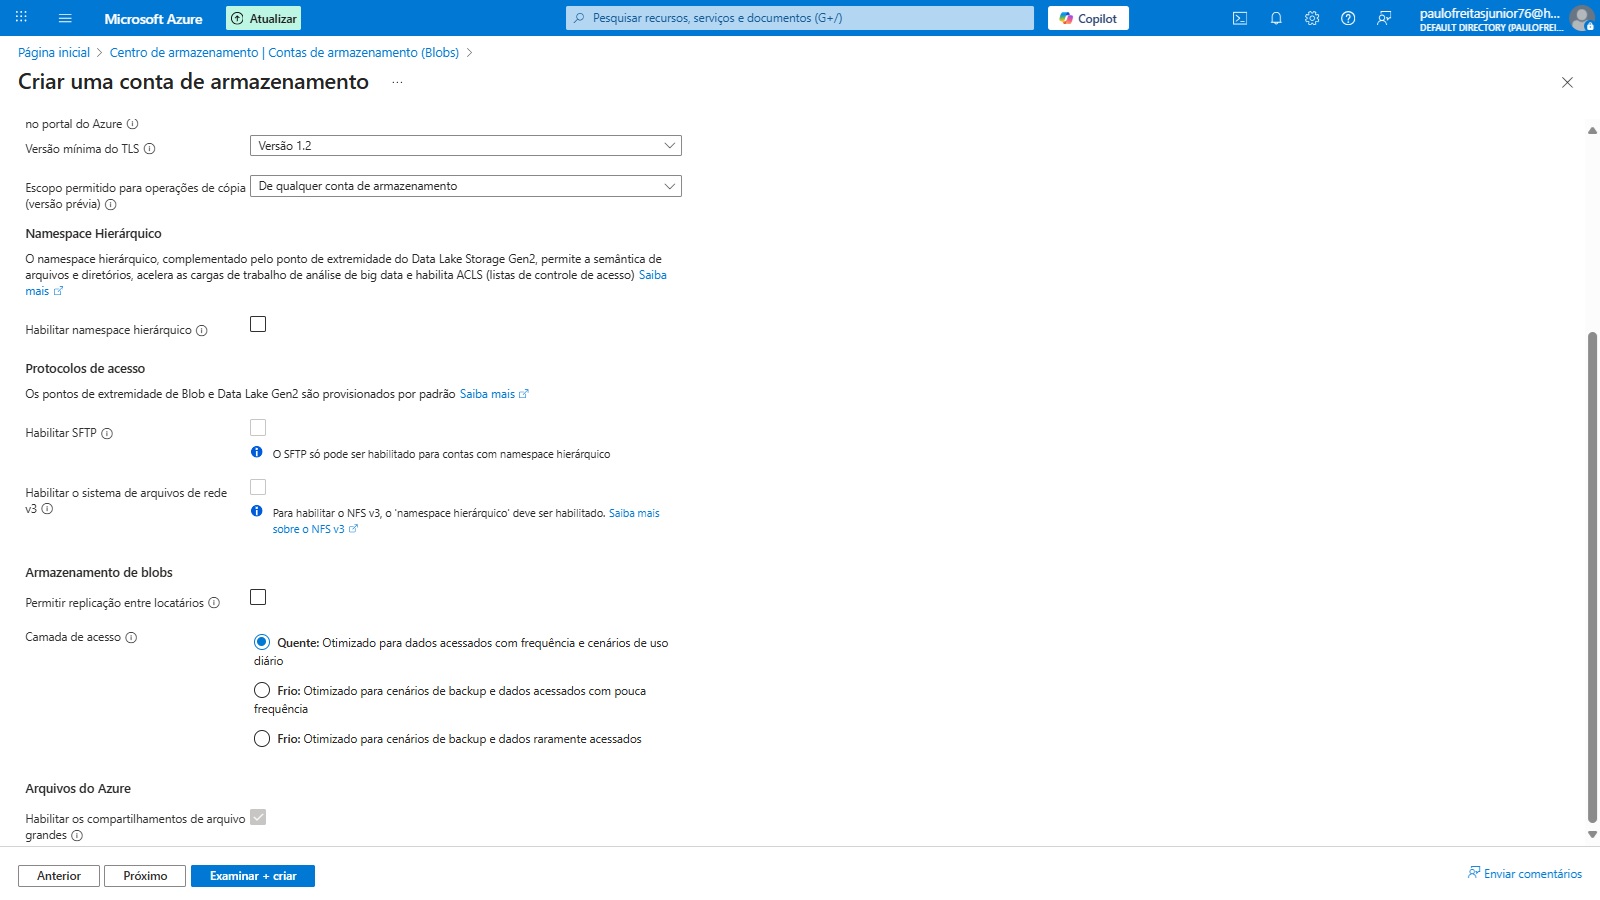 Microsoft Azure
Atualizar
Pesquisar recursos, serviços e documentos (G+/)
Copilot
paulofreitasjunior76@h...
DEFAULT DIRECTORY (PAULOFREI...
Página inicial > Centro de armazenamento | Contas de armazenamento (Blobs) >
Criar uma conta de armazenamento ...
no portal do Azure
Versão mínima do TLS
Versão 1.2
Escopo permitido para operações de cópia
(versão prévia)
De qualquer conta de armazenamento
Namespace Hierárquico
O namespace hierárquico, complementado pelo ponto de extremidade do Data Lake Storage Gen2, permite a semântica de
arquivos e diretórios, acelera as cargas de trabalho de análise de big data e habilita ACLS (listas de controle de acesso) Saiba
mais
Habilitar namespace hierárquico
Protocolos de acesso
Os pontos de extremidade de Blob e Data Lake Gen2 são provisionados por padrão Saiba mais
Habilitar SFTP
O SFTP só pode ser habilitado para contas com namespace hierárquico
Habilitar o sistema de arquivos de rede
v3
Para habilitar o NFS v3, o 'namespace hierárquico' deve ser habilitado. Saiba mais
sobre o NFS v3
Armazenamento de blobs
Permitir replicação entre locatários
Camada de acesso
Quente: Otimizado para dados acessados com frequência e cenários de uso
diário
Frio: Otimizado para cenários de backup e dados acessados com pouca
frequência
Frio: Otimizado para cenários de backup e dados raramente acessados
Arquivos do Azure
Habilitar os compartilhamentos de arquivo
grandes
Anterior
Próximo
Examinar + criar
Enviar comentários